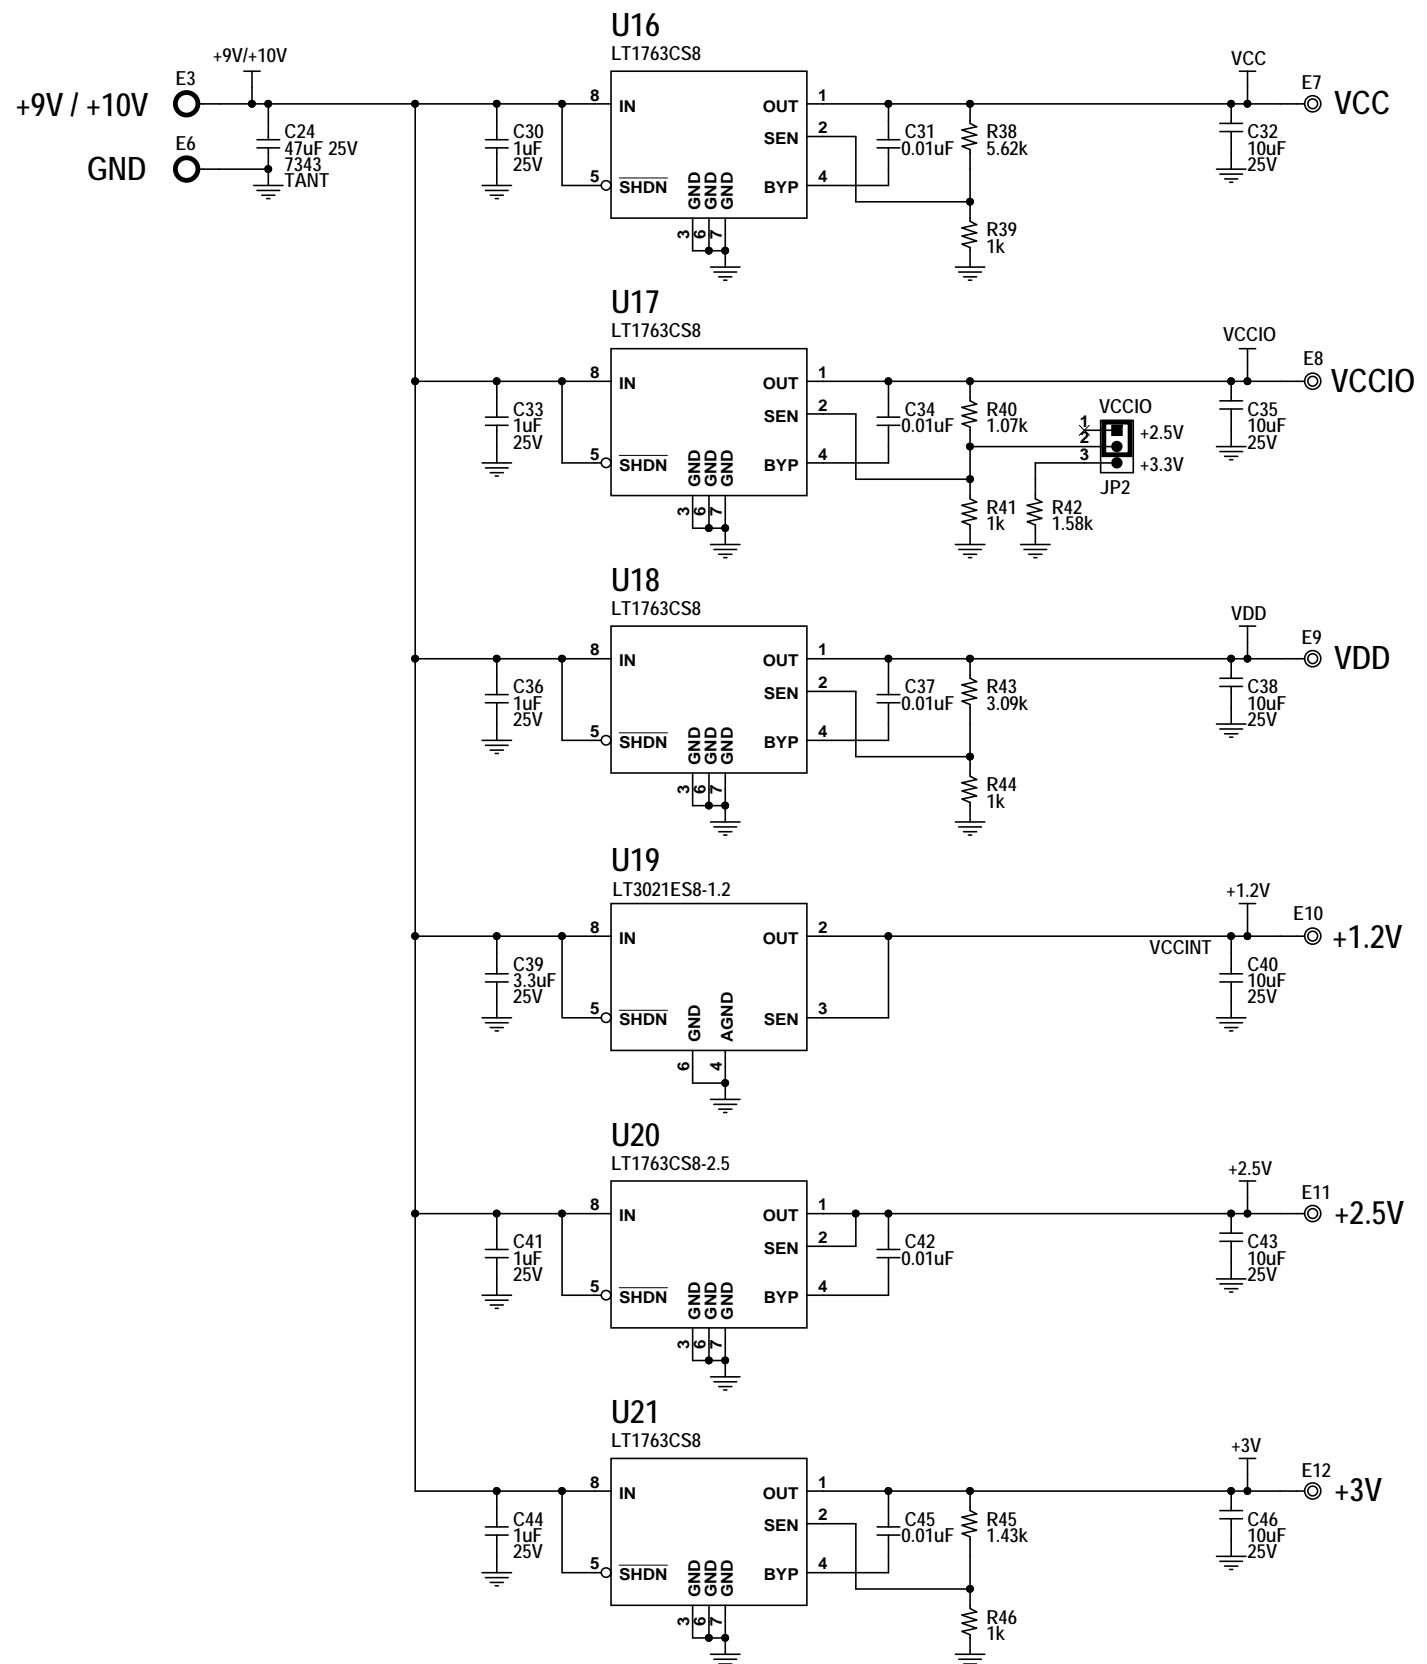 U16
LT1763CS8
+9V/+10V
E3
+9V / +10V
E6
GND
C24
47uF 25V
7343
TANT
C30
1uF
25V
8
IN
5
SHDN
GND
GND
GND
3
6
7
OUT
1
SEN
2
BYP
4
C31
0.01uF
R38
5.62k
R39
1k
VCC
E7
VCC
C32
10uF
25V
U17
LT1763CS8
C33
1uF
25V
8
IN
5
SHDN
GND
GND
GND
3
6
7
OUT
1
SEN
2
BYP
4
C34
0.01uF
R40
1.07k
R41
1k
R42
1.58k
VCCIO
1
2
3
+2.5V
+3.3V
JP2
VCCIO
E8
VCCIO
C35
10uF
25V
U18
LT1763CS8
C36
1uF
25V
8
IN
5
SHDN
GND
GND
GND
3
6
7
OUT
1
SEN
2
BYP
4
C37
0.01uF
R43
3.09k
R44
1k
VDD
E9
VDD
C38
10uF
25V
U19
LT3021ES8-1.2
C39
3.3uF
25V
8
IN
5
SHDN
GND
AGND
6
4
OUT
2
SEN
3
VCCINT
+1.2V
E10
+1.2V
C40
10uF
25V
U20
LT1763CS8-2.5
C41
1uF
25V
8
IN
5
SHDN
GND
GND
GND
3
6
7
OUT
1
SEN
2
BYP
4
C42
0.01uF
+2.5V
E11
+2.5V
C43
10uF
25V
U21
LT1763CS8
C44
1uF
25V
8
IN
5
SHDN
GND
GND
GND
3
6
7
OUT
1
SEN
2
BYP
4
C45
0.01uF
R45
1.43k
R46
1k
+3V
E12
+3V
C46
10uF
25V